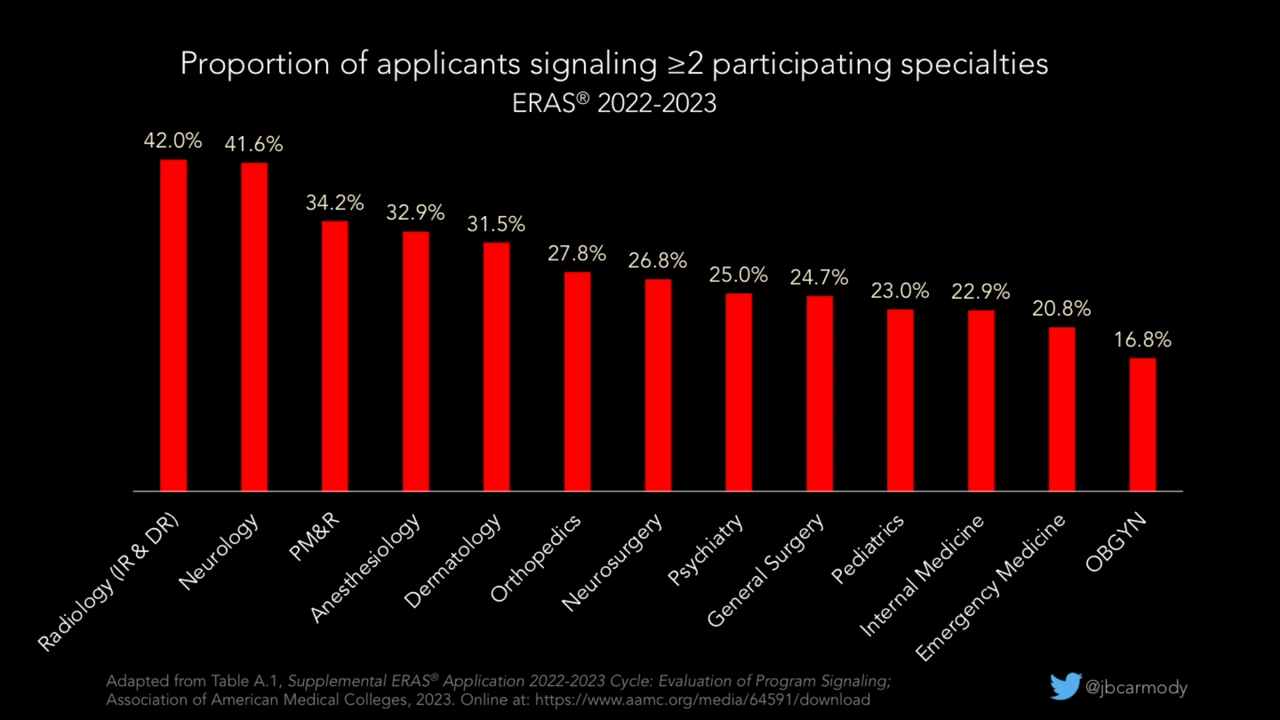 Proportion of applicants signaling ≥2 participating specialties
ERAS® 2022-2023
42.0%
41.6%
34.2%
32.9%
31.5%
27.8%
26.8%
25.0%
24.7%
23.0%
22.9%
20.8%
16.8%
Radiology (IR & DR)
Neurology
PM&R
Anesthesiology
Dermatology
Orthopedics
Neurosurgery
Psychiatry
General Surgery
Pediatrics
Internal Medicine
Emergency Medicine
OBGYN
Adapted from Table A.1, Supplemental ERAS® Application 2022-2023 Cycle: Evaluation of Program Signaling;
Association of American Medical Colleges, 2023. Online at: https://www.aamc.org/media/64591/download
@jbcarmody